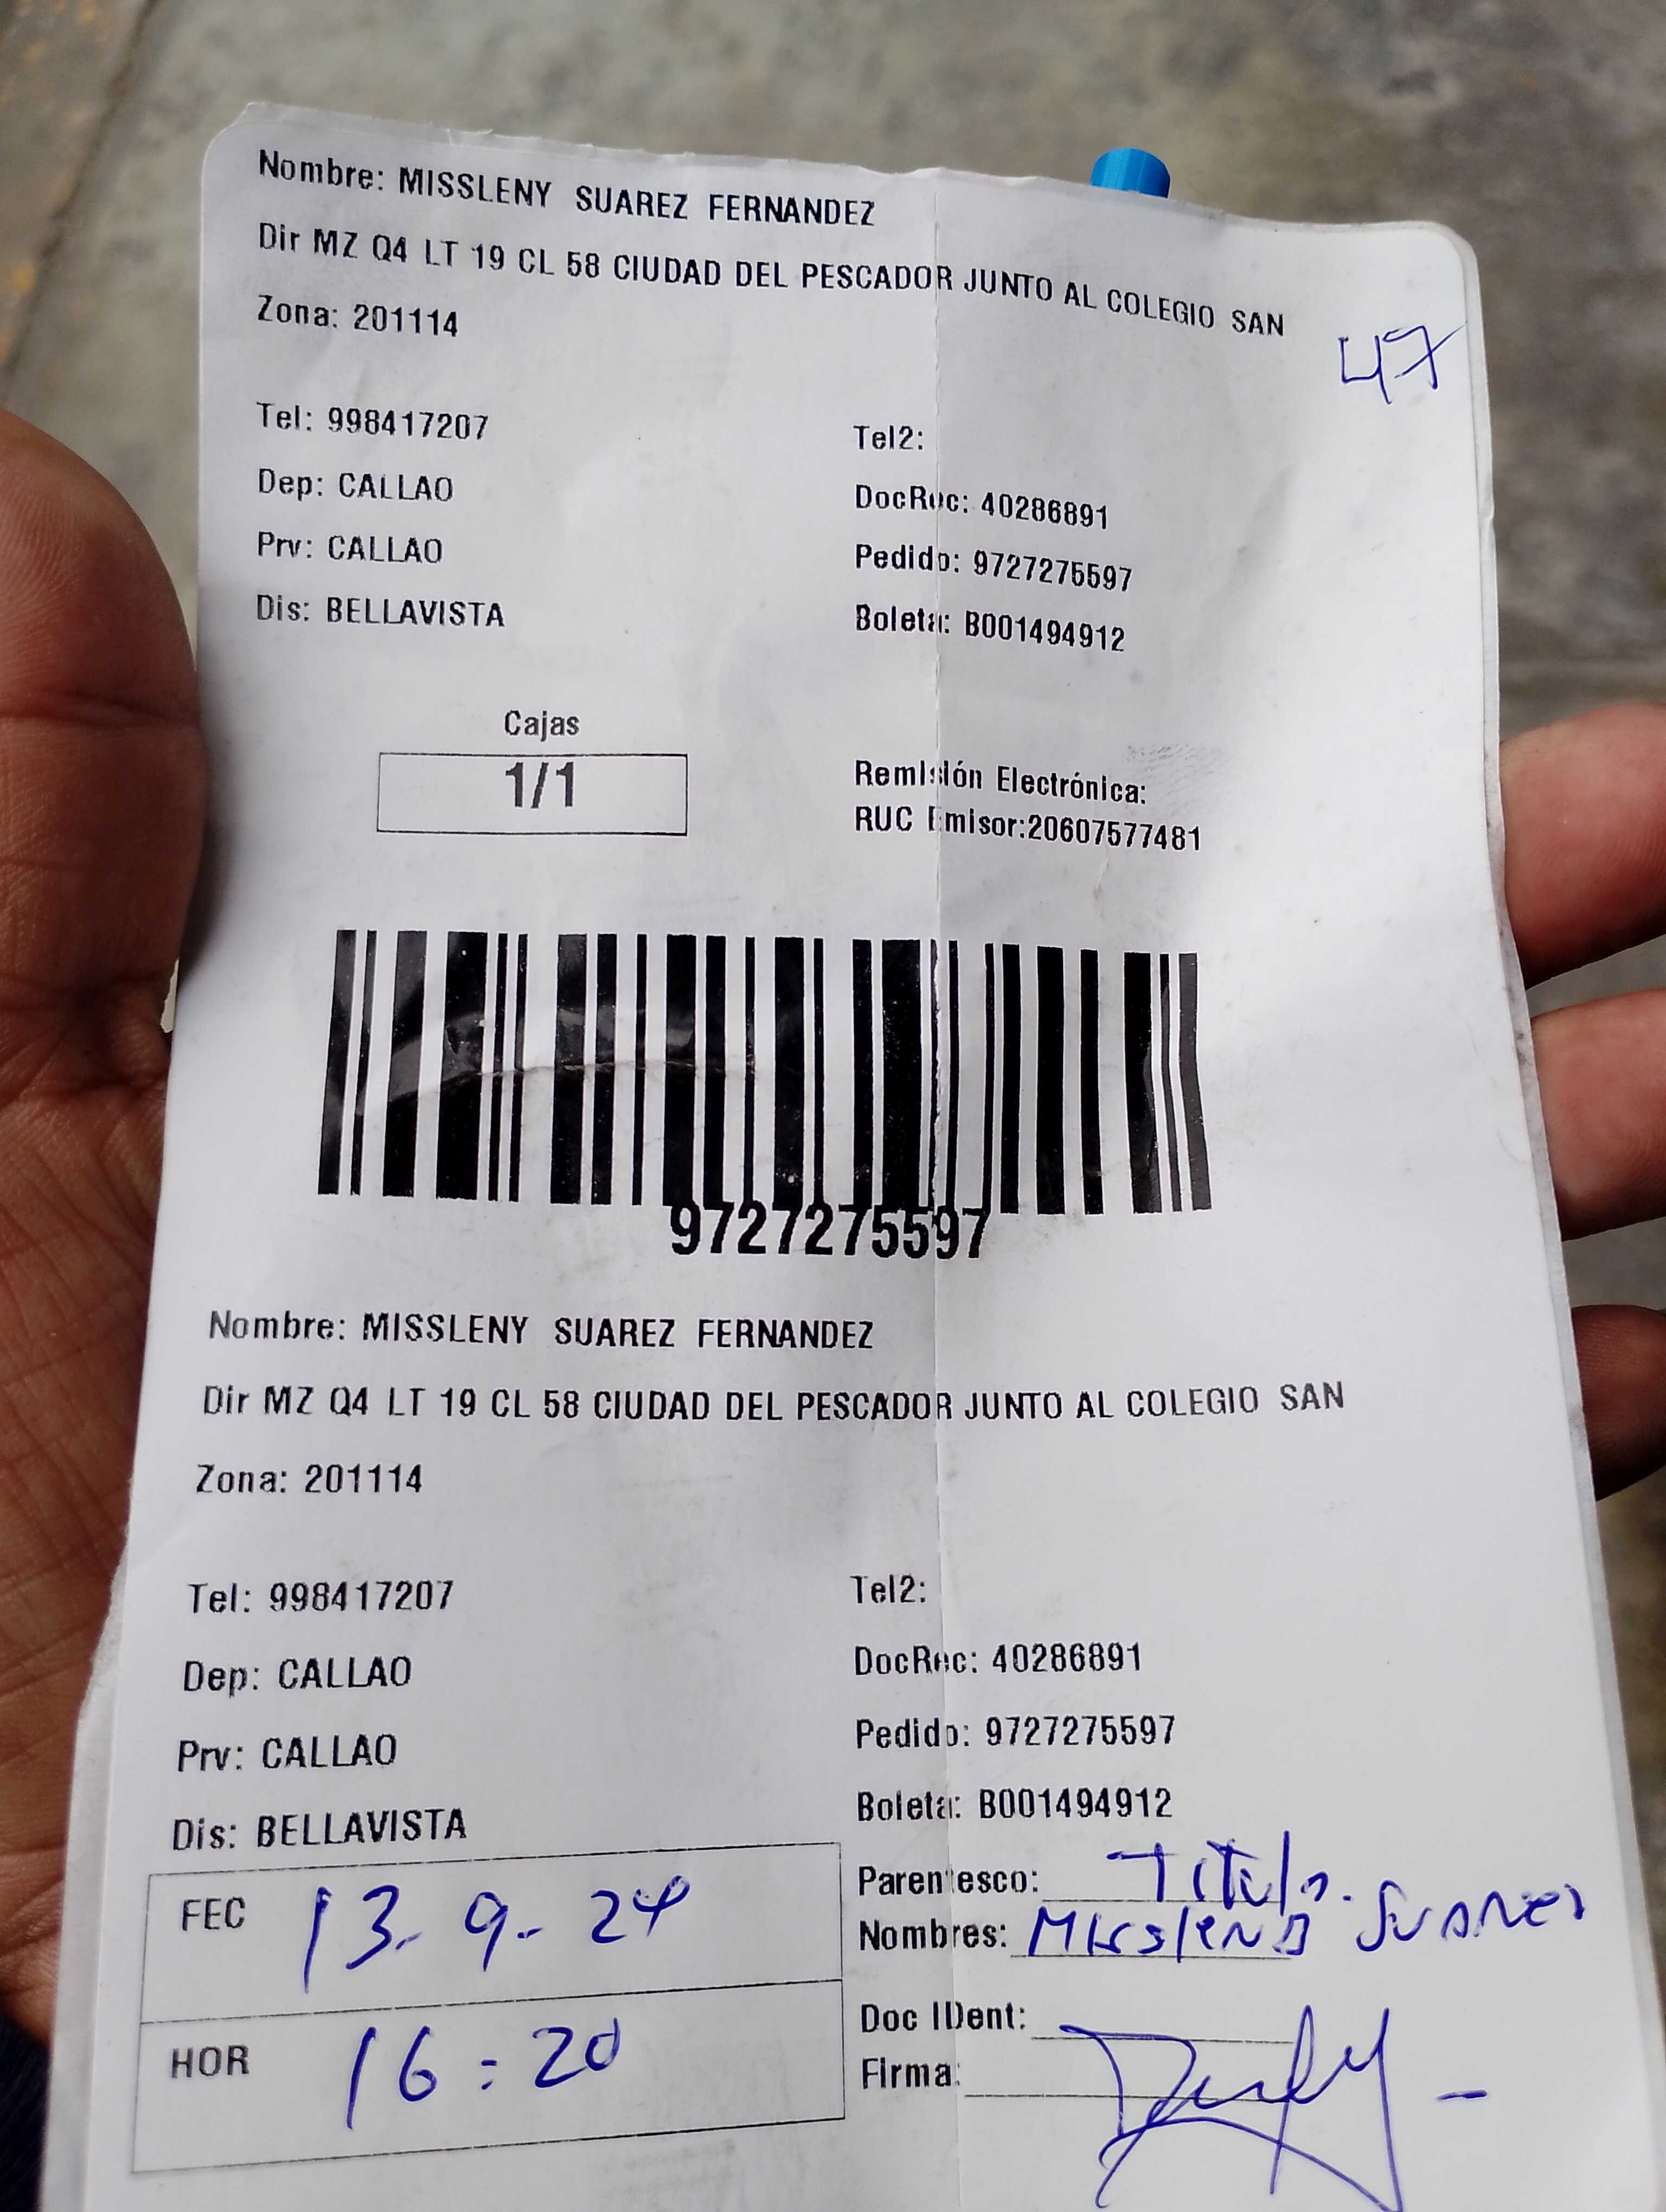 Nombre: MISSLENY SUAREZ FERNANDEZ
Dir MZ Q4 LT 19 CL 58 CIUDAD DEL PESCADOR JUNTO AL COLEGIO SAN
Zona: 201114
47
Tel: 998417207 Tel2:
Dep: CALLAO DocRec: 40286891
Prv: CALLAO Pedido: 9727275597
Dis: BELLAVISTA Boleta: B001494912
Cajas
1/1
Remisión Electrónica:
RUC Emisor:20607577481
9727275597
Nombre: MISSLENY SUAREZ FERNANDEZ
Dir MZ Q4 LT 19 CL 58 CIUDAD DEL PESCADOR JUNTO AL COLEGIO SAN
Zona: 201114
Tel: 998417207 Tel2:
Dep: CALLAO DocRec: 40286891
Prv: CALLAO Pedido: 9727275597
Dis: BELLAVISTA Boleta: B001494912
FEC 13-9-24 Parentesco: Titular
Nombres: Missleny Suarez
HOR 16:20 Doc IDent:
Firma: